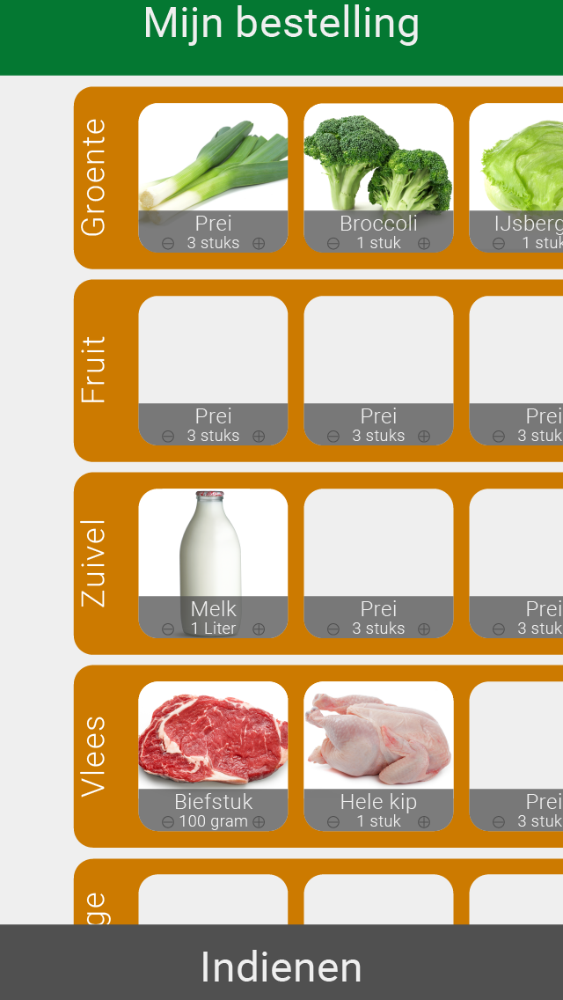 Mijn bestelling
Groente
Prei
3 stuks
Broccoli
1 stuk
IJsberg
1 stuk
Fruit
Prei
3 stuks
Prei
3 stuks
Prei
3 stuk
Zuivel
Melk
1 Liter
Prei
3 stuks
Prei
3 stuk
Vlees
Biefstuk
100 gram
Hele kip
1 stuk
Prei
3 stuk
ge
Indienen